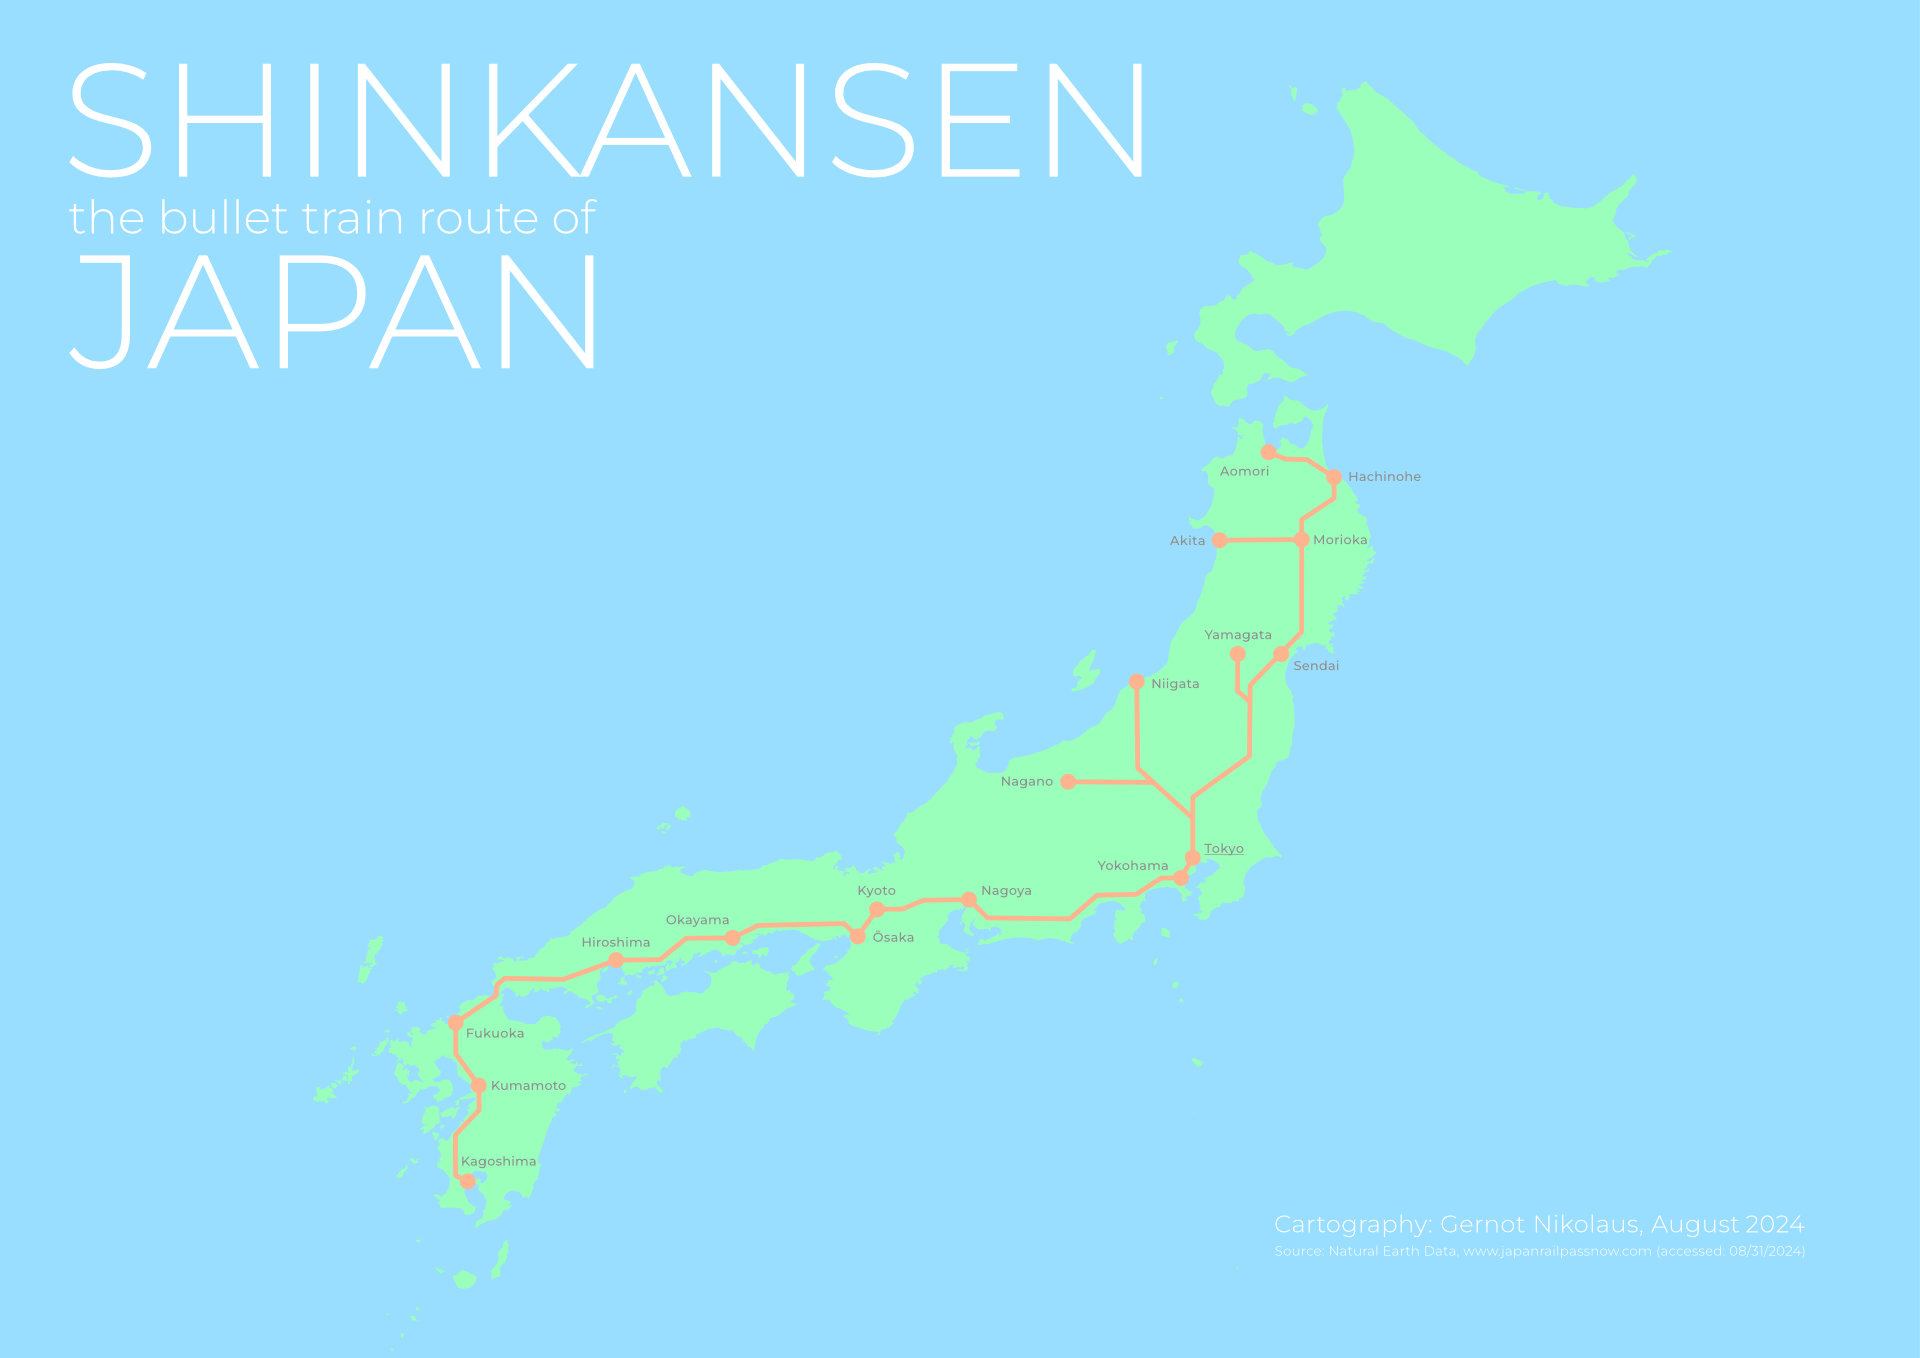 SHINKANSEN
the bullet train route of
JAPAN
Aomori
Hachinohe
Akita
Morioka
Yamagata
Sendai
Niigata
Nagano
Tokyo
Yokohama
Kyoto
Nagoya
Okayama
Ōsaka
Hiroshima
Fukuoka
Kumamoto
Kagoshima
Cartography: Gernot Nikolaus, August 2024
Source: Natural Earth Data, www.japanrailpassnow.com (accessed: 08/31/2024)